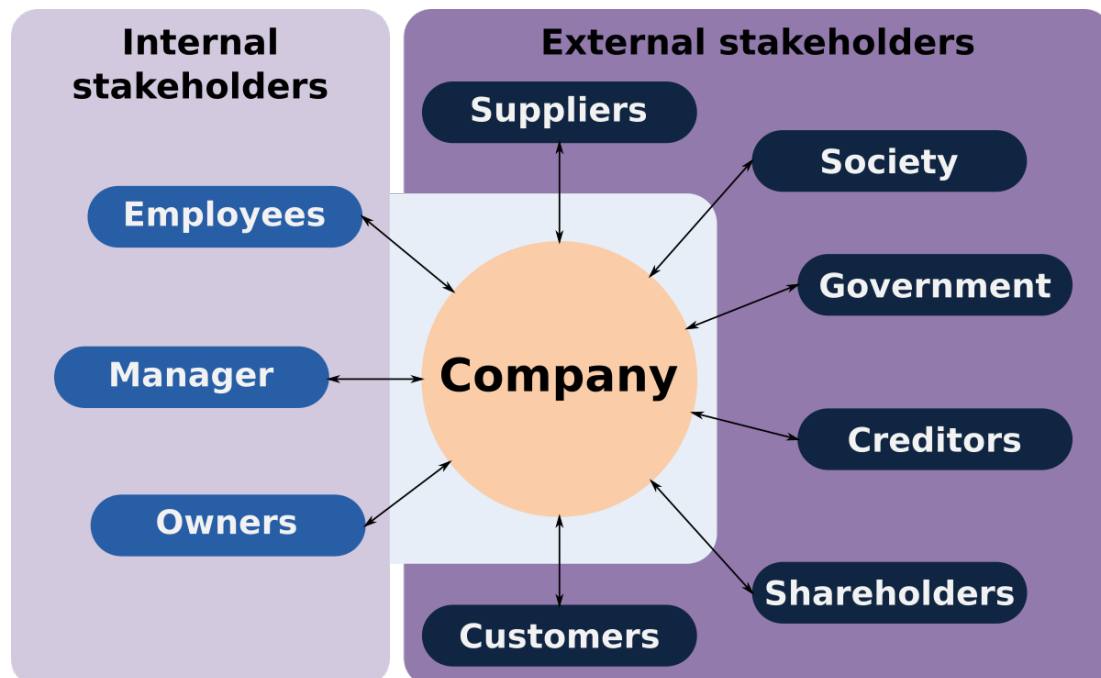 Internal
stakeholders
Employees
Manager
Owners
External stakeholders
Suppliers
Society
Government
Company
Creditors
Shareholders
Customers